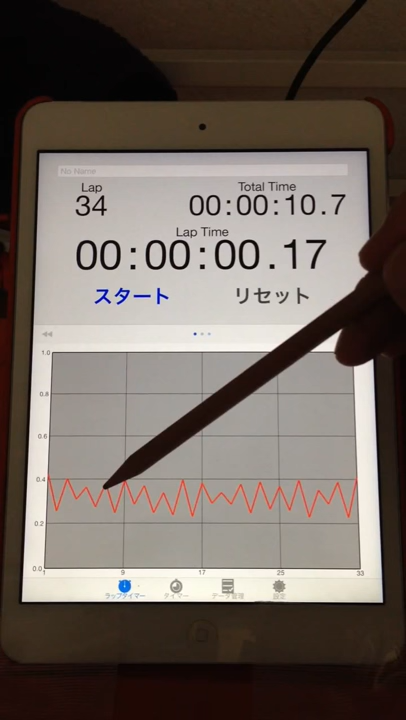 No Name
Lap
Total Time
34
00:00:10.7
Lap Time
00:00:00.17
スタート
リセット
1.0
0.8
0.6
0.4
0.2
0.0
1
9
17
25
33
ラップタイマー
タイマー
データ管理
設定